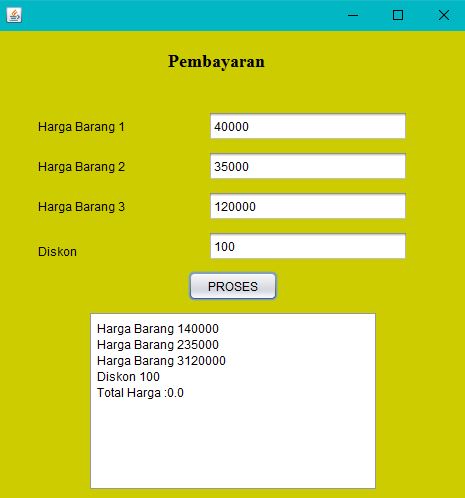 Pembayaran
Harga Barang 1 40000
Harga Barang 2 35000
Harga Barang 3 120000
Diskon 100
PROSES
Harga Barang 140000
Harga Barang 235000
Harga Barang 3120000
Diskon 100
Total Harga :0.0